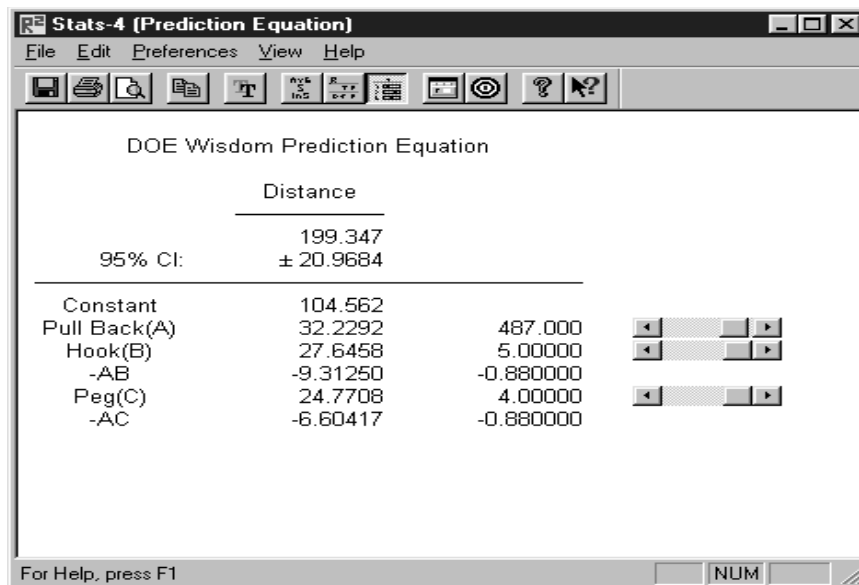 Stats-4 (Prediction Equation)
File Edit Preferences View Help
DOE Wisdom Prediction Equation
Distance
199.347
95% CI: ± 20.9684
Constant 104.562
Pull Back(A) 32.2292 487.000
Hook(B) 27.6458 5.00000
-AB -9.31250 -0.880000
Peg(C) 24.7708 4.00000
-AC -6.60417 -0.880000
For Help, press F1 NUM